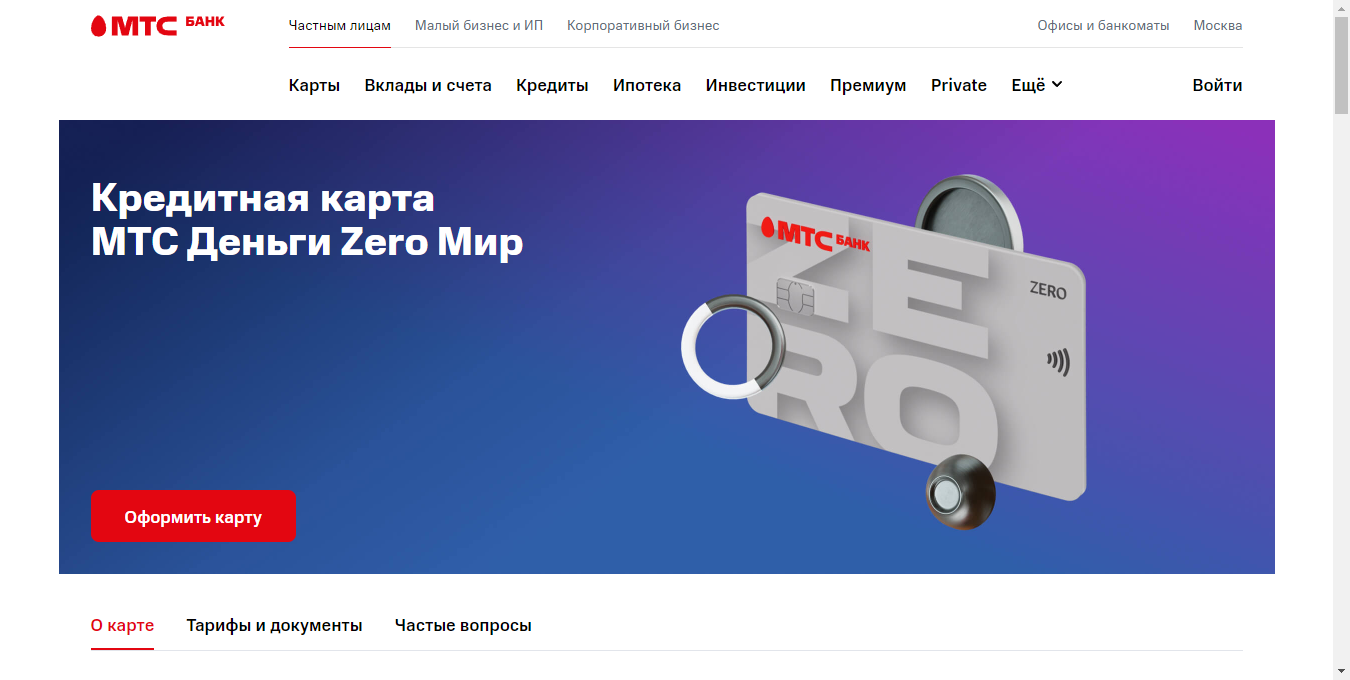 МТС БАНК
Частным лицам Малый бизнес и ИП Корпоративный бизнес Офисы и банкоматы Москва
Карты Вклады и счета Кредиты Ипотека Инвестиции Премиум Private Ещё Войти
Кредитная карта
МТС Деньги Zero Мир
МТС БАНК
ZERO
ZE
RO
Оформить карту
О карте Тарифы и документы Частые вопросы